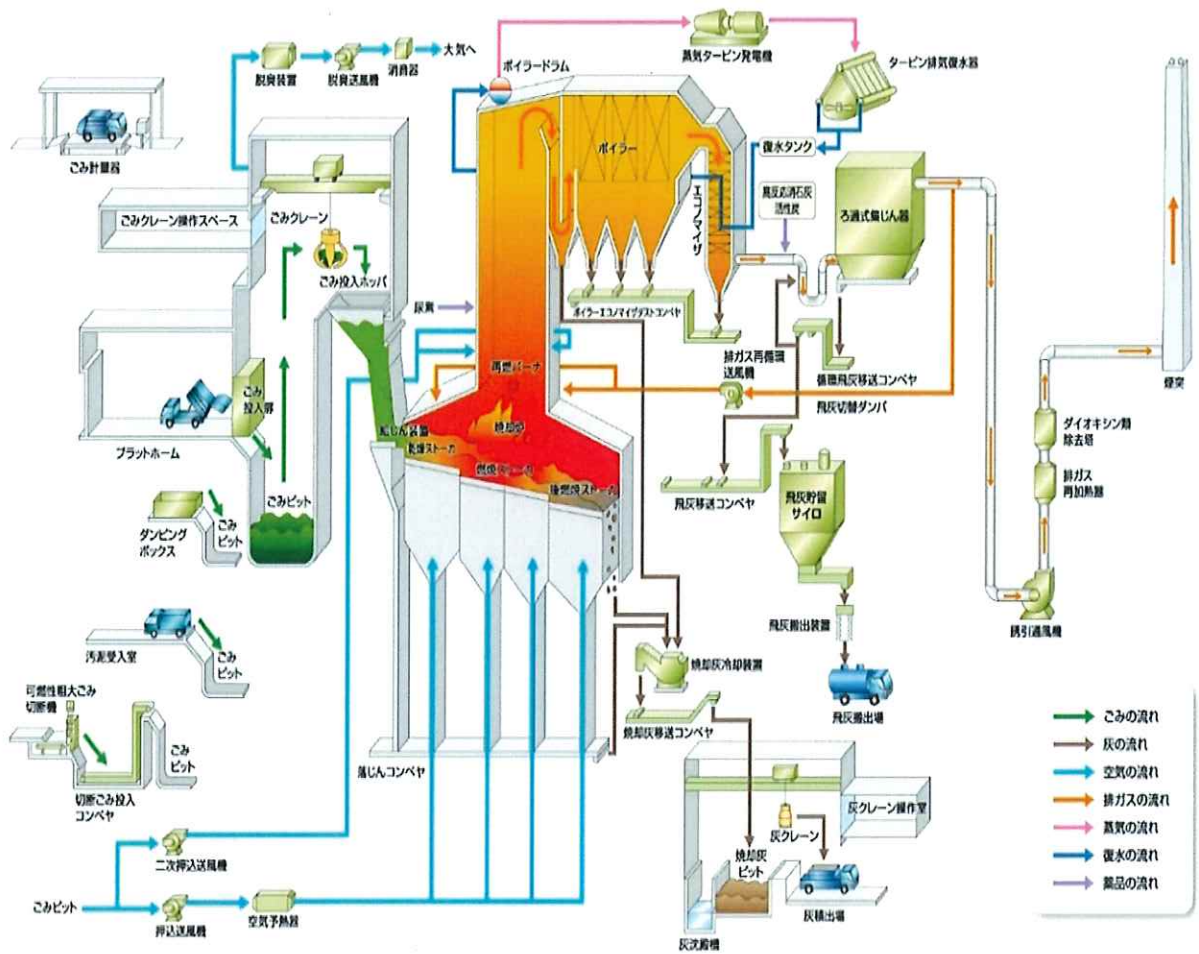 脱臭装置
脱臭送風機
消音器
大気へ
ボイラードラム
蒸気タービン発電機
タービン排気復水器
ごみ計量器
ごみクレーン操作スペース
ごみクレーン
ごみ投入ホッパ
ボイラー
エコノマイザ
復水タンク
高反応消石灰
活性炭
ろ過式集じん器
尿素
ボイラーエコノマイザダストコンベヤ
排ガス再循環
送風機
循環飛灰移送コンベヤ
飛灰切替ダンパ
煙突
再燃バーナ
焼却炉
乾燥ストーカ
燃焼ストーカ
後燃焼ストーカ
ごみ
投入扉
プラットホーム
ごみピット
ダンピング
ボックス
ごみ
ピット
飛灰移送コンベヤ
飛灰貯留
サイロ
ダイオキシン類
除去塔
排ガス
再加熱器
誘引通風機
汚泥受入室
ごみ
ピット
飛灰搬出装置
飛灰搬出場
焼却灰冷却装置
焼却灰移送コンベヤ
可燃性粗大ごみ
切断機
ごみ
ピット
切断ごみ投入
コンベヤ
落じんコンベヤ
二次押込送風機
ごみピット
押込送風機
空気予熱器
灰クレーン操作室
灰クレーン
焼却灰
ピット
灰積出場
灰沈殿槽
ごみの流れ
灰の流れ
空気の流れ
排ガスの流れ
蒸気の流れ
復水の流れ
薬品の流れ